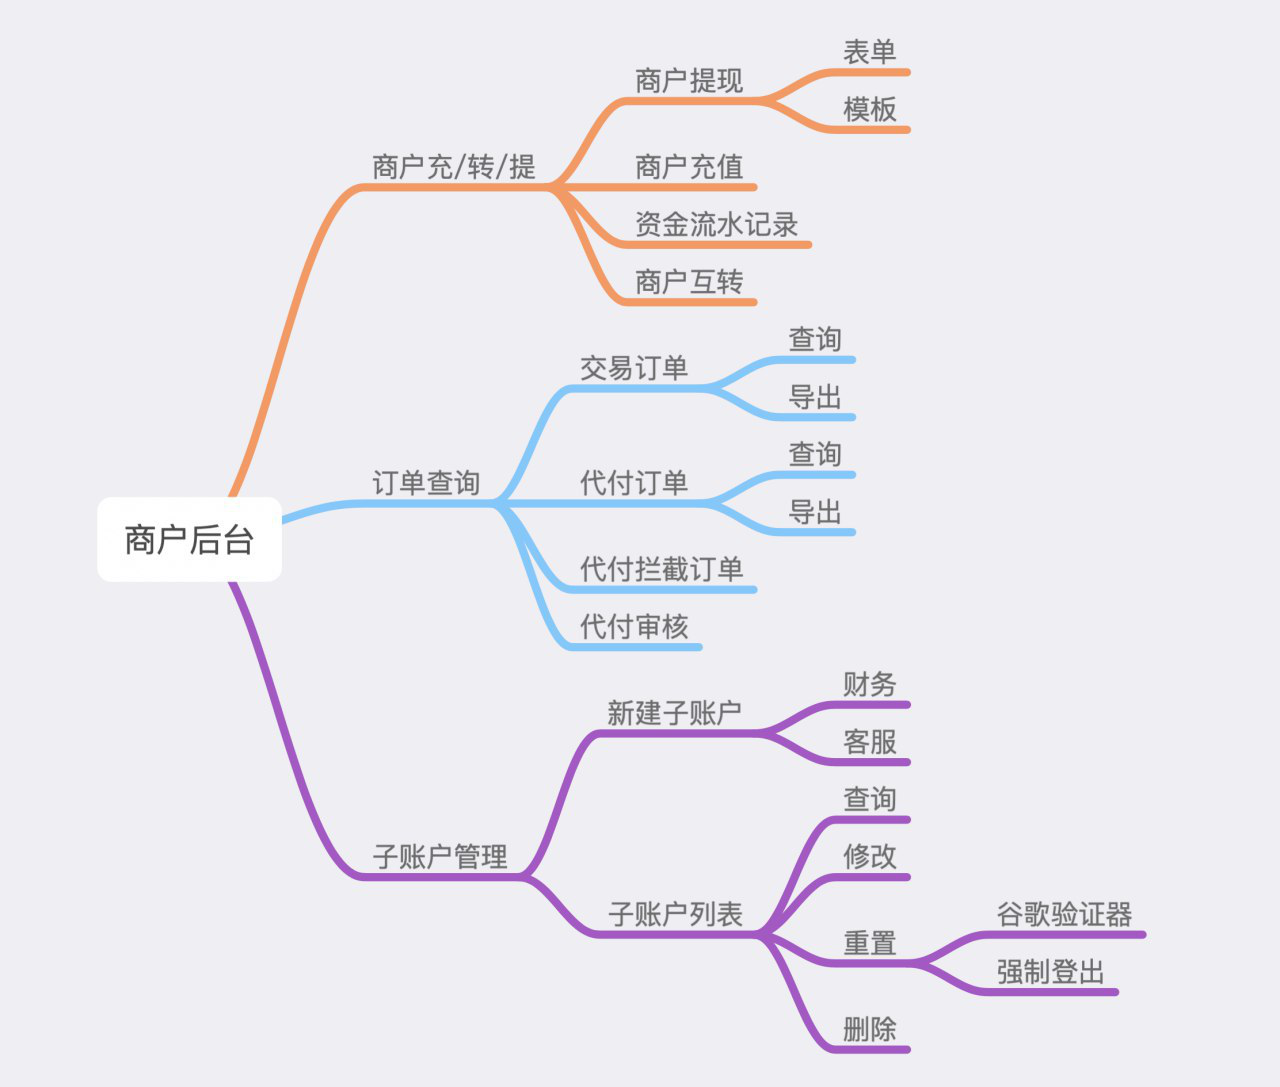 商户后台
商户充/转/提
商户提现
表单
模板
商户充值
资金流水记录
商户互转
订单查询
交易订单
查询
导出
代付订单
查询
导出
代付拦截订单
代付审核
子账户管理
新建子账户
财务
客服
子账户列表
查询
修改
重置
谷歌验证器
强制登出
删除